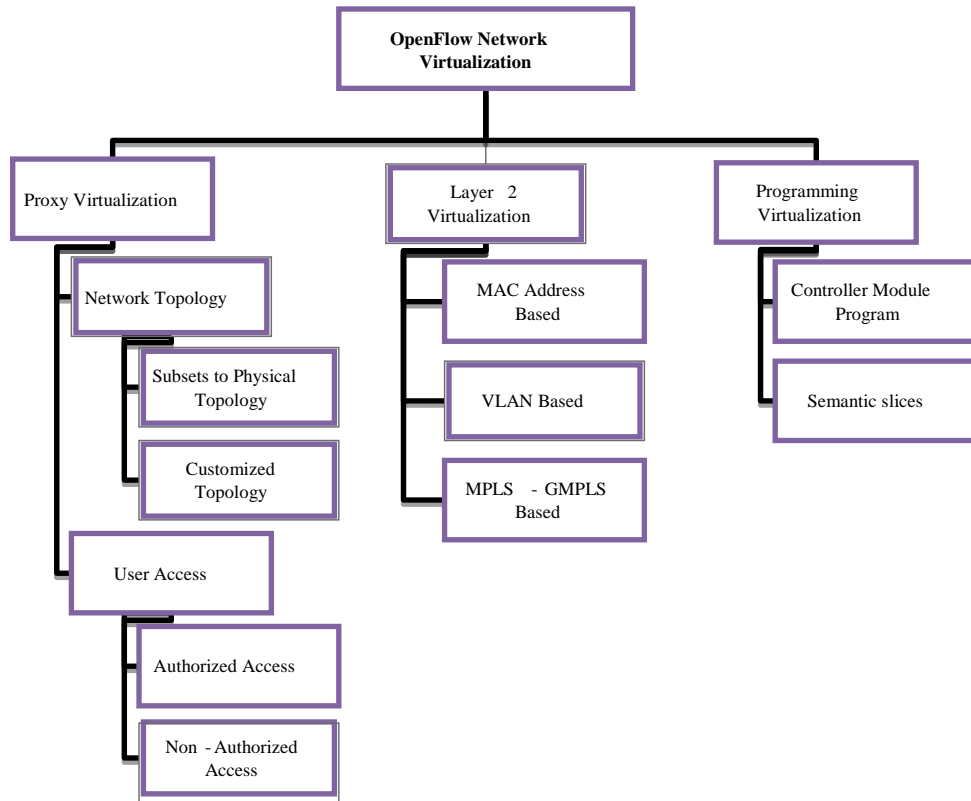 OpenFlow Network
Virtualization
Proxy Virtualization
Network Topology
Subsets to Physical
Topology
Customized
Topology
User Access
Authorized Access
Non - Authorized
Access
Layer 2
Virtualization
MAC Address
Based
VLAN Based
MPLS - GMPLS
Based
Programming
Virtualization
Controller Module
Program
Semantic slices